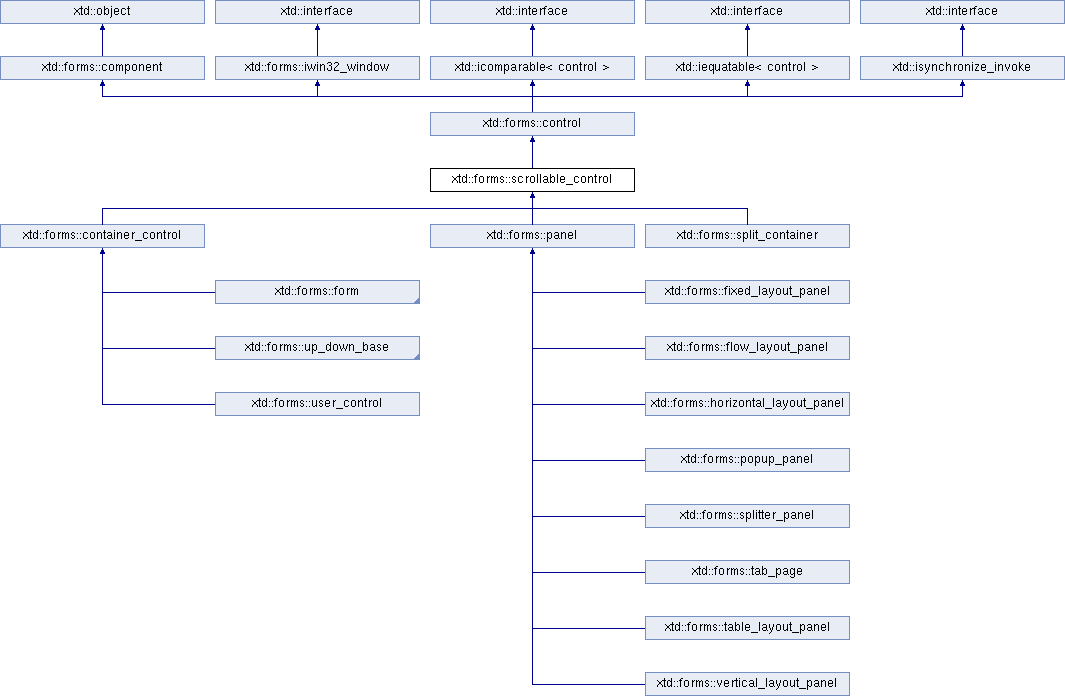 xtd::object
xtd::interface
xtd::interface
xtd::interface
xtd::interface
xtd::forms::component
xtd::forms::iwin32_window
xtd::icomparable< control >
xtd::iequatable< control >
xtd::isynchronize_invoke
xtd::forms::control
xtd::forms::scrollable_control
xtd::forms::container_control
xtd::forms::panel
xtd::forms::split_container
xtd::forms::form
xtd::forms::fixed_layout_panel
xtd::forms::up_down_base
xtd::forms::flow_layout_panel
xtd::forms::user_control
xtd::forms::horizontal_layout_panel
xtd::forms::popup_panel
xtd::forms::splitter_panel
xtd::forms::tab_page
xtd::forms::table_layout_panel
xtd::forms::vertical_layout_panel